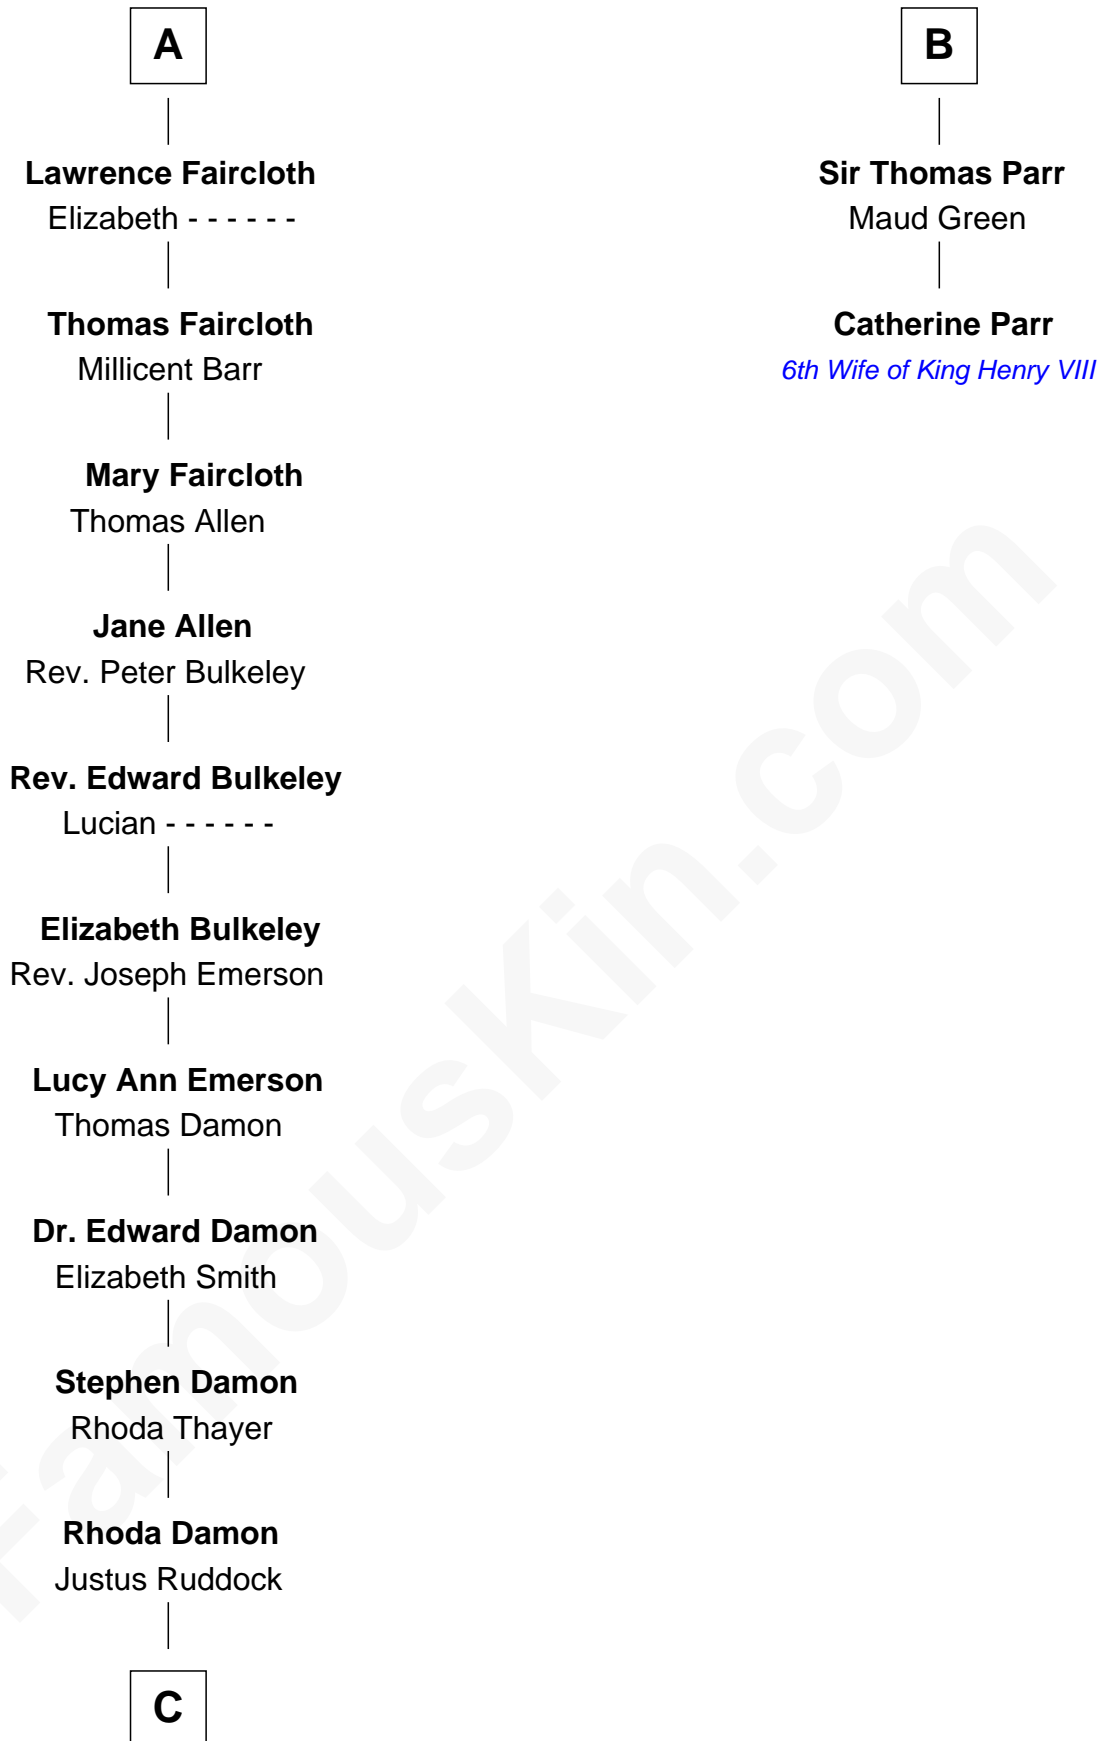 A
Lawrence Faircloth
Elizabeth - - - - - -
Thomas Faircloth
Millicent Barr
Mary Faircloth
Thomas Allen
Jane Allen
Rev. Peter Bulkeley
Rev. Edward Bulkeley
Lucian - - - - - -
Elizabeth Bulkeley
Rev. Joseph Emerson
Lucy Ann Emerson
Thomas Damon
Dr. Edward Damon
Elizabeth Smith
Stephen Damon
Rhoda Thayer
Rhoda Damon
Justus Ruddock
C
B
Sir Thomas Parr
Maud Green
Catherine Parr
6th Wife of King Henry VIII
FamousKin.com